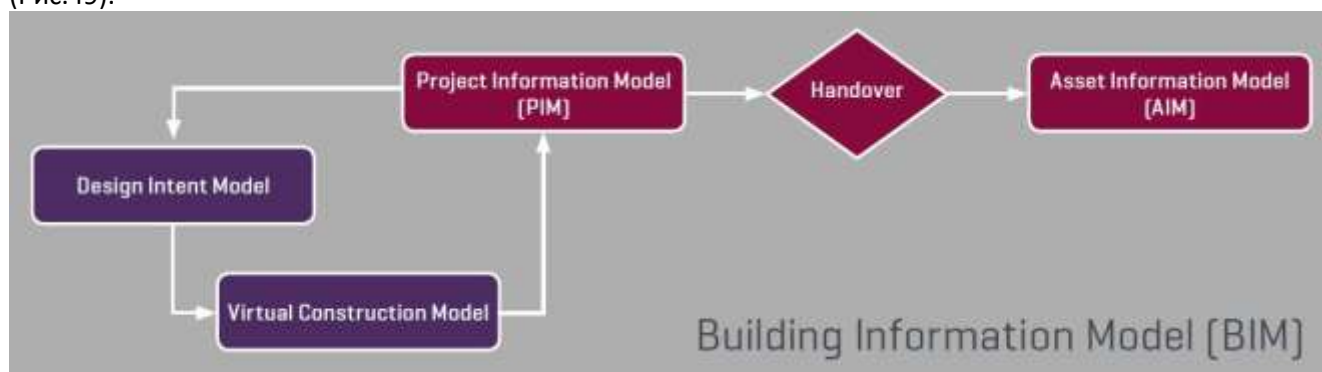 Project Information Model
(PIM)
Handover
Asset Information Model
(AIM)
Design Intent Model
Virtual Construction Model
Building Information Model (BIM)